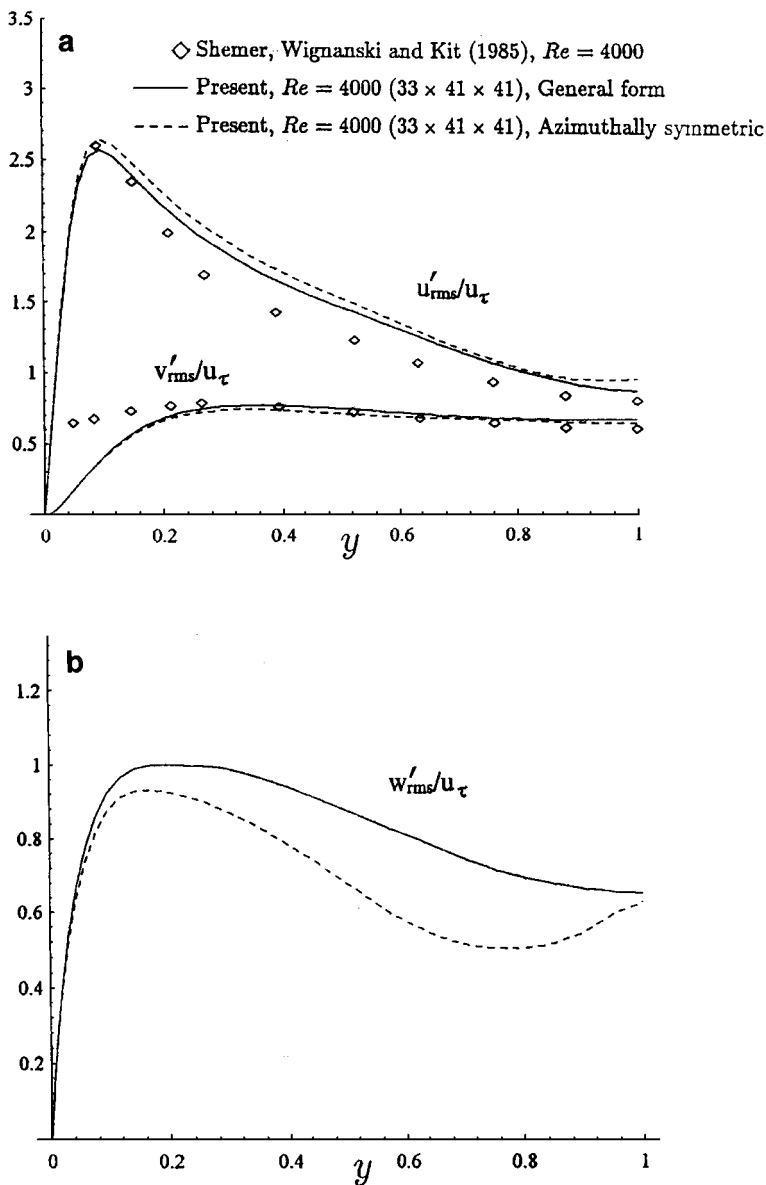 3.5
a
◇ Shemer, Wignanski and Kit (1985), Re = 4000
3
Present, Re = 4000 (33 × 41 × 41), General form
Present, Re = 4000 (33 × 41 × 41), Azimuthally symmetric
2.5
2
u'rms/uτ
1.5
v'rms/uτ
1
0.5
0 0.2 0.4 y 0.6 0.8 1
b
1.2
1
w'rms/uτ
0.8
0.6
0.4
0.2
0 0.2 0.4 y 0.6 0.8 1